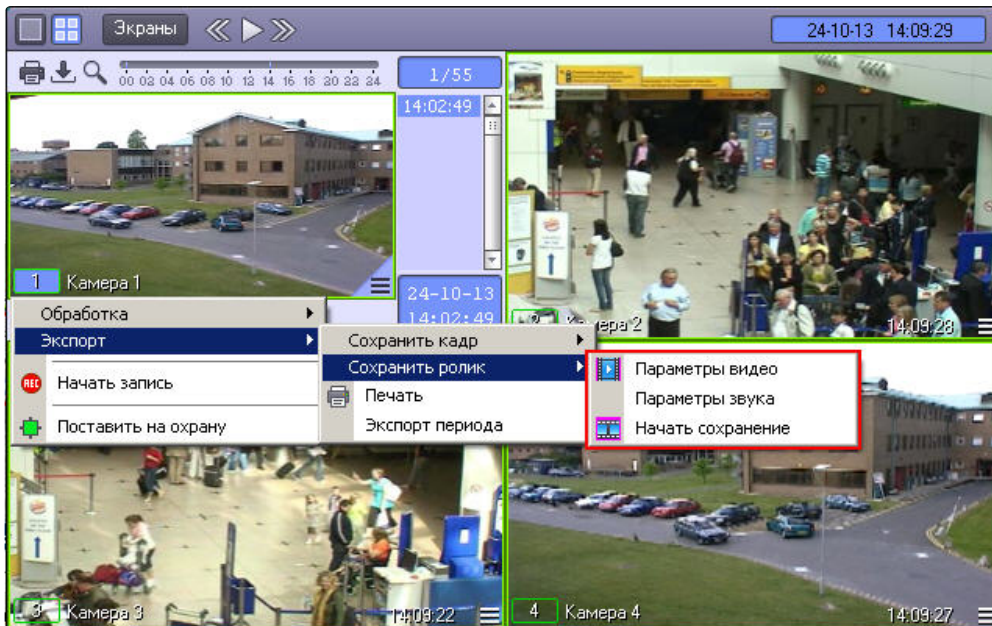 Экраны
24-10-13 14:09:29
00 02 04 06 08 10 12 14 16 18 20 22 24
1/55
14:02:49
1 Камера 1
24-10-13
14:02:49
Камера 2
14:09:28
Обработка
Экспорт
Начать запись
Поставить на охрану
REC
Сохранить кадр
Сохранить ролик
Печать
Экспорт периода
Параметры видео
Параметры звука
Начать сохранение
3 Камера 3
14:09:22
4 Камера 4
14:09:27